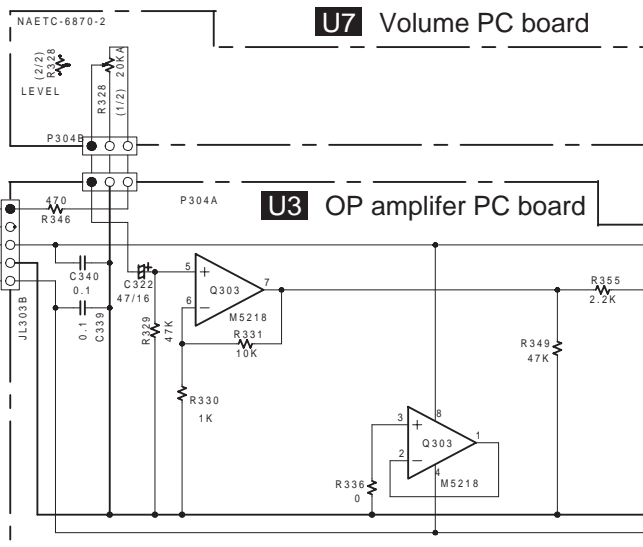 NAETC-6870-2
U7 Volume PC board
(2/2)
R328
LEVEL
R328
(1/2) 20KA
P304B
470
R346
P304A
U3 OP amplifer PC board
JL303B
C340
0.1
0.1
C339
C322
47/16
R329
47K
5
6
7
+
−
Q303
M5218
R331
10K
R330
1K
R355
2.2K
R349
47K
3
2
8
1
4
+
−
Q303
M5218
R336
0